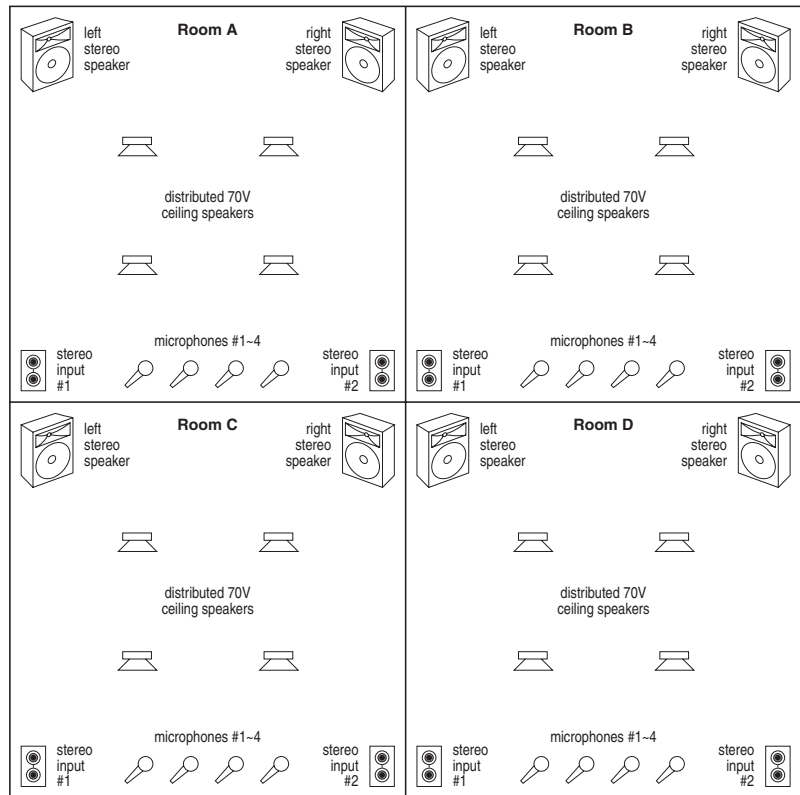 Room A
left
stereo
speaker
right
stereo
speaker
distributed 70V
ceiling speakers
microphones #1~4
stereo
input
#1
stereo
input
#2
Room B
left
stereo
speaker
right
stereo
speaker
distributed 70V
ceiling speakers
microphones #1~4
stereo
input
#1
stereo
input
#2
Room C
left
stereo
speaker
right
stereo
speaker
distributed 70V
ceiling speakers
microphones #1~4
stereo
input
#1
stereo
input
#2
Room D
left
stereo
speaker
right
stereo
speaker
distributed 70V
ceiling speakers
microphones #1~4
stereo
input
#1
stereo
input
#2